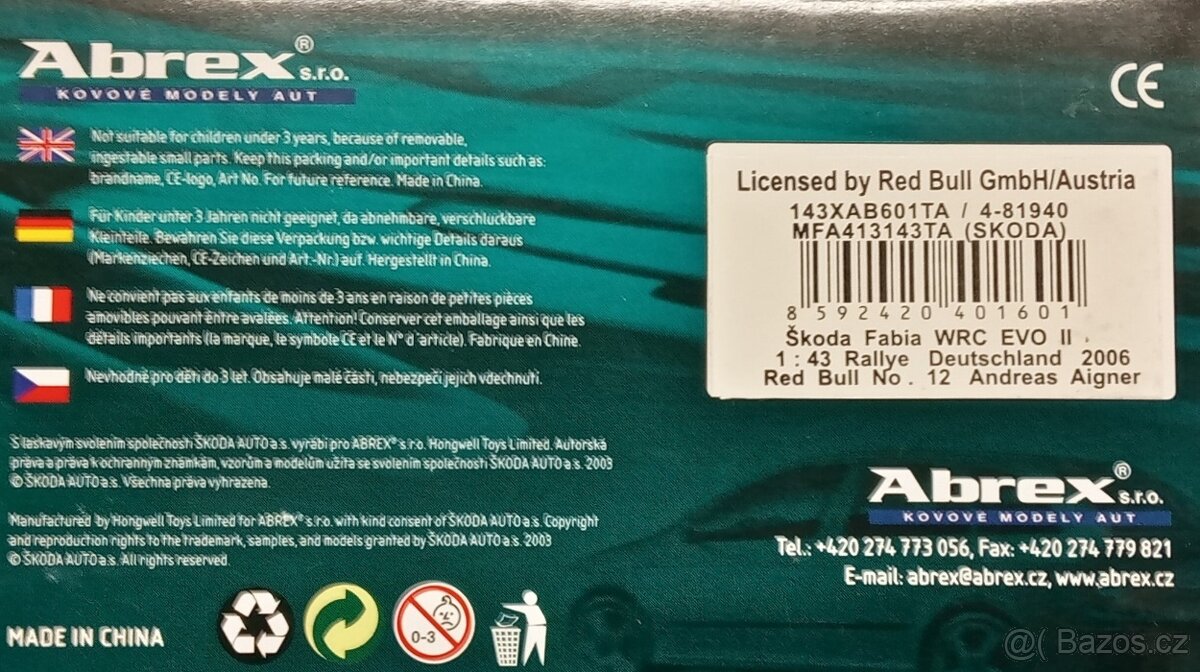 Abrex® s.r.o.
KOVOVÉ MODELY AUT
CE
Not suitable for children under 3 years, because of removable,
ingestable small parts. Keep this packing and/or important details such as:
brandname, CE-logo, Art No. For future reference. Made in China.
Für Kinder unter 3 Jahren nicht geeignet, da abnehmbare, verschluckbare
Kleinteile. Bewahren Sie diese Verpackung bzw. wichtige Details daraus
(Markenziechen, CE-Zeichen und Art.-Nr.) auf. Hergestellt in China.
Ne convient pas aux enfants de moins de 3 ans en raison de petites pièces
amovibles pouvant ėntre avalées. Attention! Conserver cet emballage ainsi que les
détails importants (la marque, le symbole CE et le N° d'article). Fabrique en Chine.
Nevhodné pro děti do 3 let. Obsahuje malé části, nebezpečí jejich vdechnutí.
S laskavým svolením společnosti ŠKODA AUTO a.s. vyrábí pro ABREX® s.r.o. Hongwell Toys Limited. Autorská
práva a práva k ochranným známkám, vzorům a modelům užita se svolením společnosti ŠKODA AUTO a.s. 2003
© ŠKODA AUTO a.s. Všechna práva vyhrazena.
Manufactured by Hongwell Toys Limited for ABREX® s.r.o. with kind consent of ŠKODA AUTO a.s. Copyright
and reproduction rights to the trademark, samples, and models granted by ŠKODA AUTO a.s. 2003
© ŠKODA AUTO a.s. All rights reserved.
MADE IN CHINA
0-3
Licensed by Red Bull GmbH/Austria
143XAB601TA / 4-81940
MFA413143TA (SKODA)
8 592420 401601
Škoda Fabia WRC EVO II
1 : 43 Rallye Deutschland 2006
Red Bull No. 12 Andreas Aigner
Abrex® s.r.o.
KOVOVÉ MODELY AUT
Tel.: +420 274 773 056, Fax: +420 274 779 821
E-mail: abrex@abrex.cz, www.abrex.cz
@( Bazos.cz